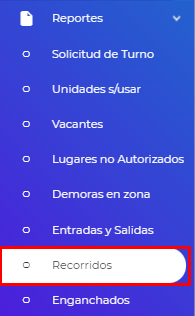 Reportes
Solicitud de Turno
Unidades s/usar
Vacantes
Lugares no Autorizados
Demoras en zona
Entradas y Salidas
Recorridos
Enganchados